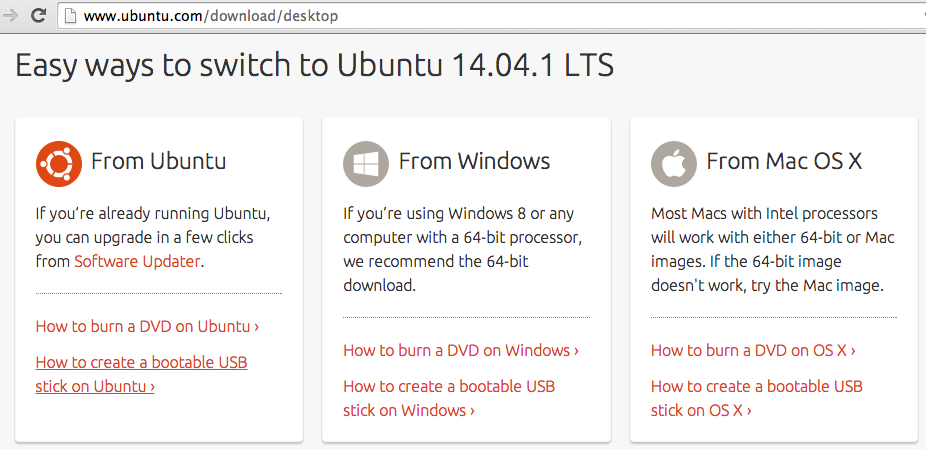 www.ubuntu.com/download/desktop
Easy ways to switch to Ubuntu 14.04.1 LTS
From Ubuntu
If you’re already running Ubuntu,
you can upgrade in a few clicks
from Software Updater.
How to burn a DVD on Ubuntu ›
How to create a bootable USB
stick on Ubuntu ›
From Windows
If you’re using Windows 8 or any
computer with a 64-bit processor,
we recommend the 64-bit
download.
How to burn a DVD on Windows ›
How to create a bootable USB
stick on Windows ›
From Mac OS X
Most Macs with Intel processors
will work with either 64-bit or Mac
images. If the 64-bit image
doesn't work, try the Mac image.
How to burn a DVD on OS X ›
How to create a bootable USB
stick on OS X ›